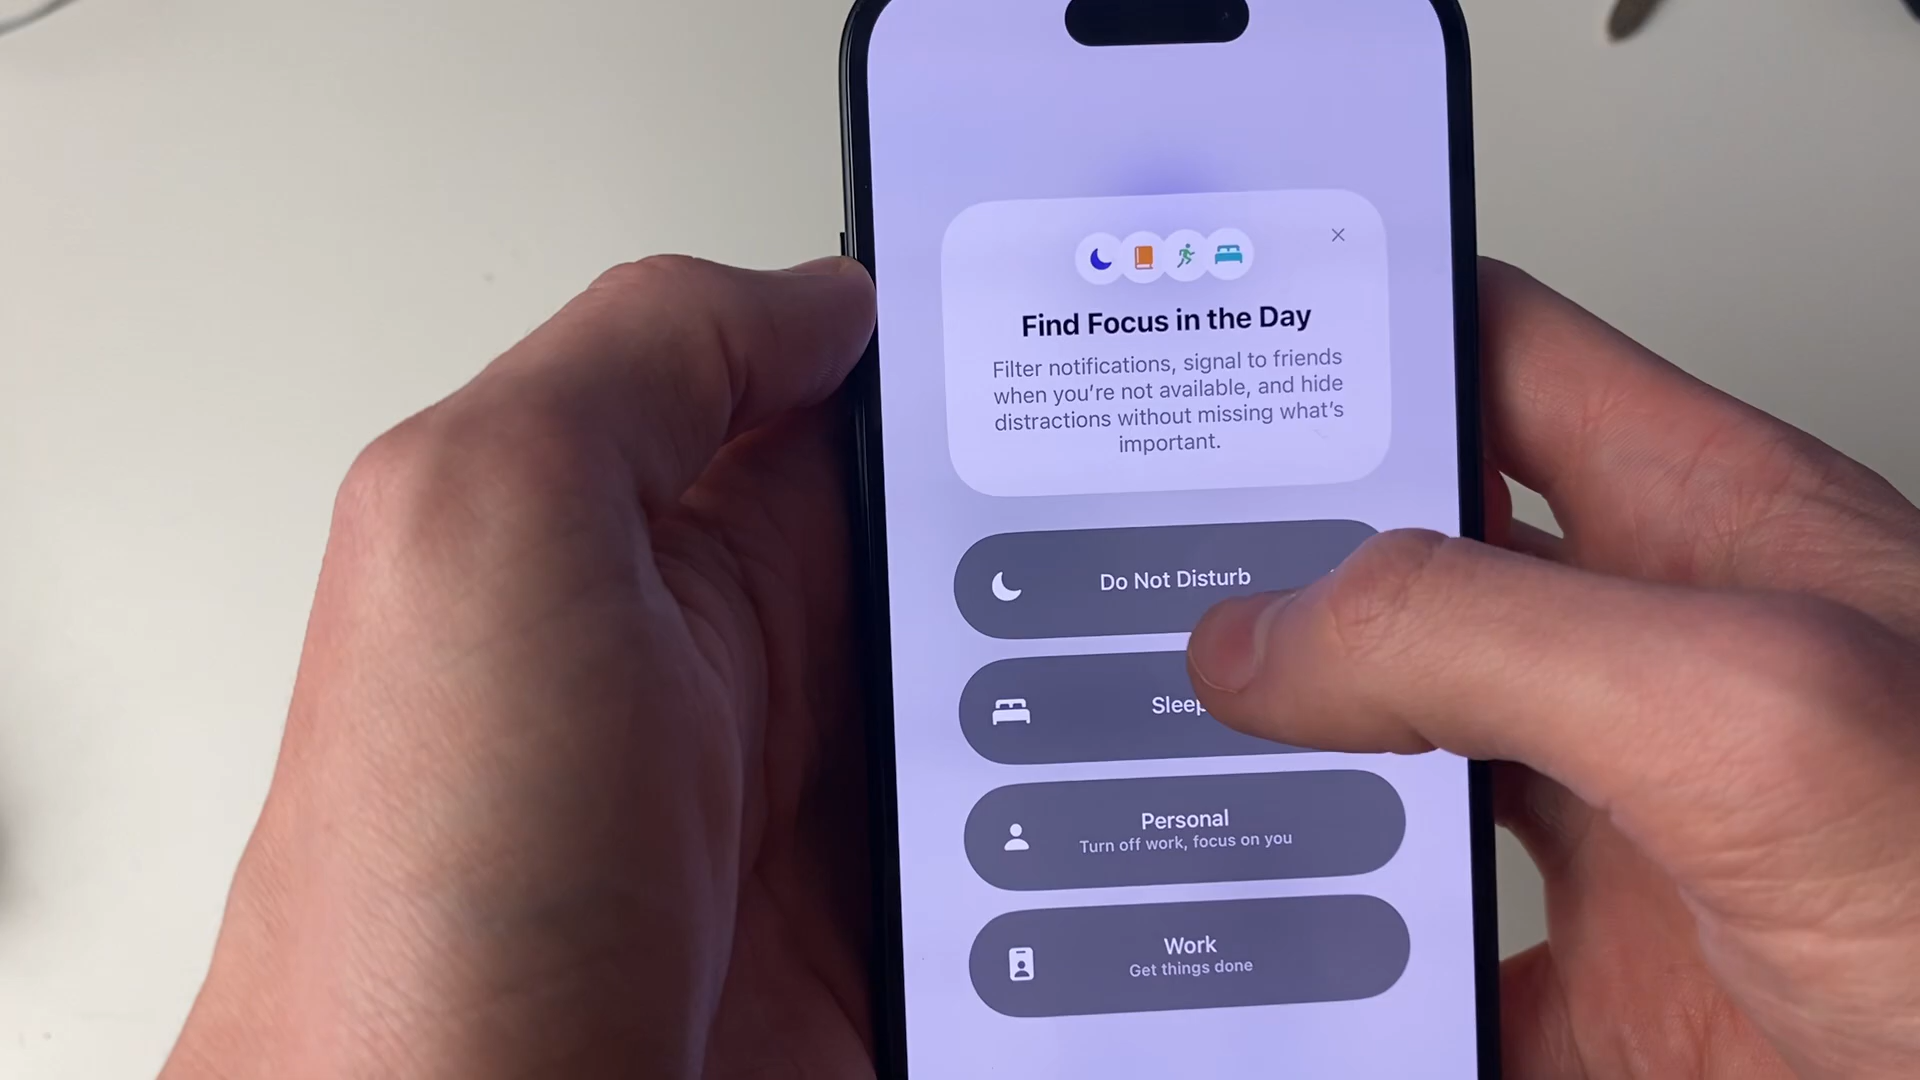 Find Focus in the Day
Filter notifications, signal to friends
when you're not available, and hide
distractions without missing what's
important.
Do Not Disturb
Sleep
Personal
Turn off work, focus on you
Work
Get things done